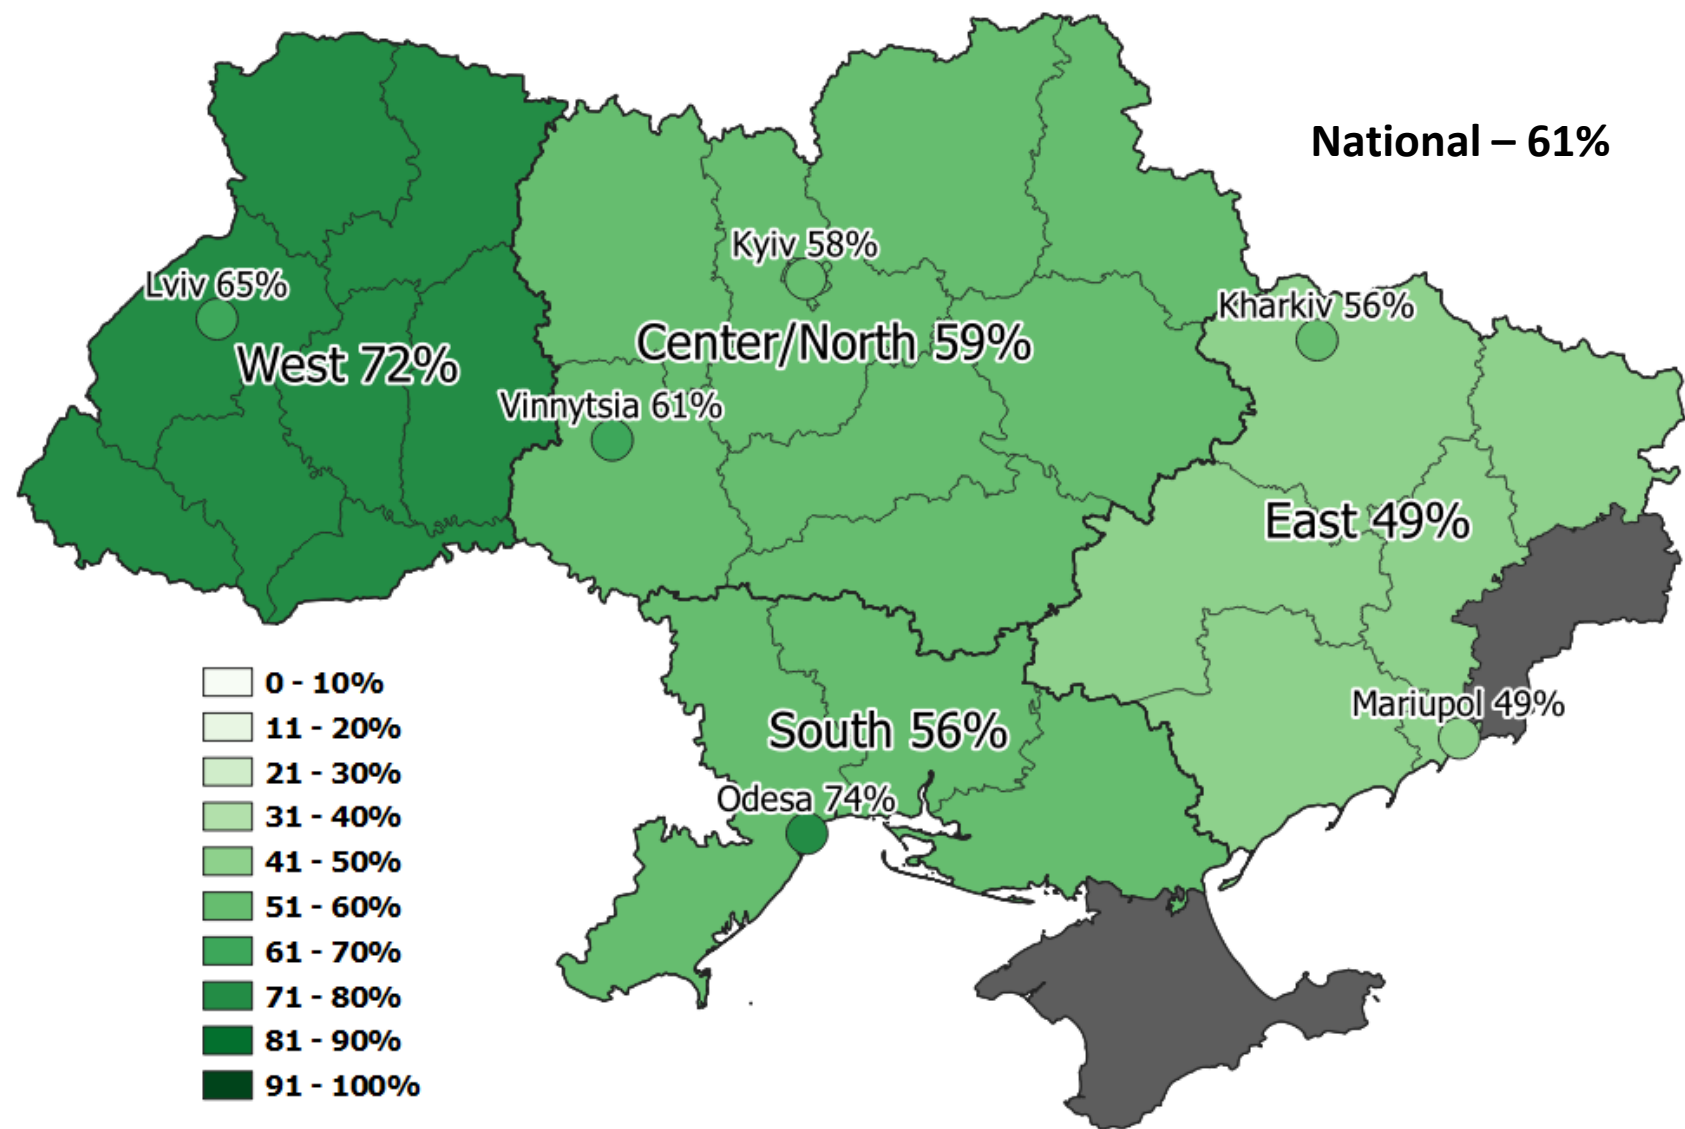 National – 61%
Kyiv 58%
Lviv 65%
Kharkiv 56%
Center/North 59%
West 72%
Vinnytsia 61%
East 49%
Mariupol 49%
South 56%
Odesa 74%
0 - 10%
11 - 20%
21 - 30%
31 - 40%
41 - 50%
51 - 60%
61 - 70%
71 - 80%
81 - 90%
91 - 100%